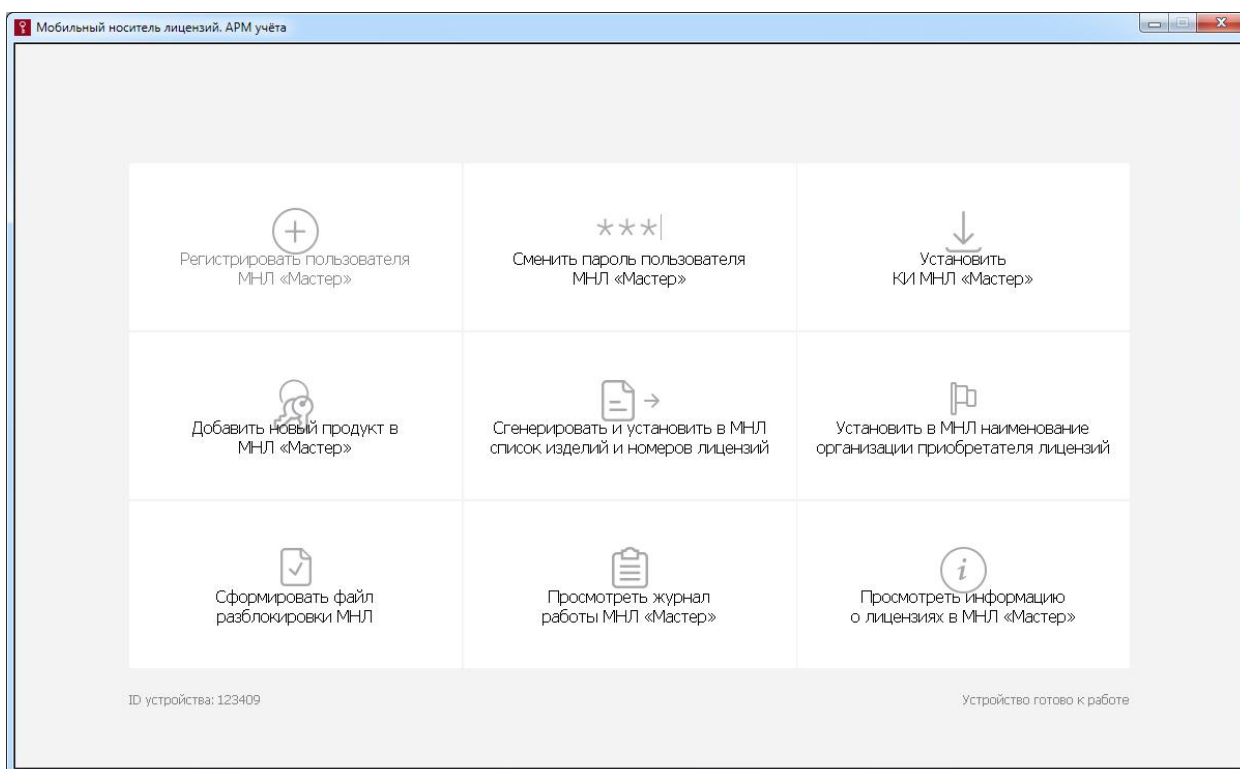 Мобильный носитель лицензий. АРМ учёта
Регистрировать пользователя
МНЛ «Мастер»
***
Сменить пароль пользователя
МНЛ «Мастер»
Установить
КИ МНЛ «Мастер»
Добавить новый продукт в
МНЛ «Мастер»
Сгенерировать и установить в МНЛ
список изделий и номеров лицензий
Установить в МНЛ наименование
организации приобретателя лицензий
Сформировать файл
разблокировки МНЛ
Просмотреть журнал
работы МНЛ «Мастер»
i
Просмотреть информацию
о лицензиях в МНЛ «Мастер»
ID устройства: 123409
Устройство готово к работе